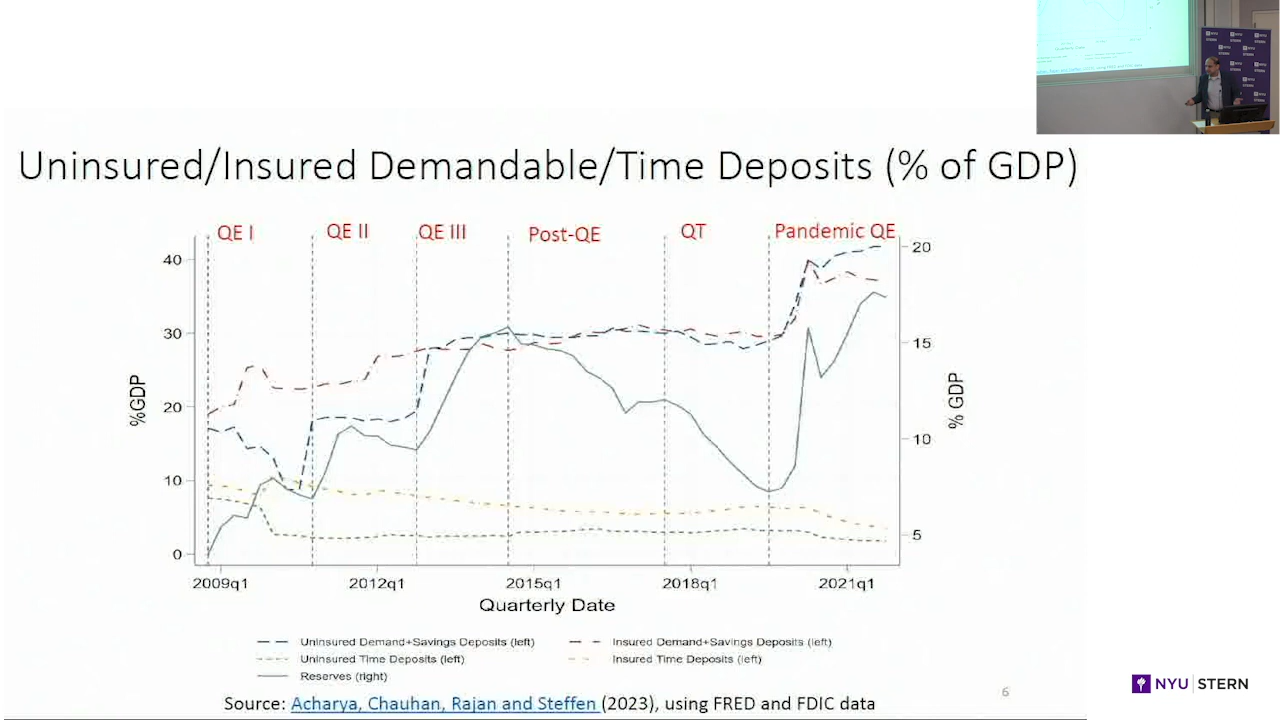 Uninsured/Insured Demandable/Time Deposits (% of GDP)
QE I QE II QE III Post-QE QT Pandemic QE
40
30
20
10
0
%GDP
20
15
10
5
% GDP
2009q1 2012q1 2015q1 2018q1 2021q1
Quarterly Date
Uninsured Demand+Savings Deposits (left) Insured Demand+Savings Deposits (left)
Uninsured Time Deposits (left) Insured Time Deposits (left)
Reserves (right)
Source: Acharya, Chauhan, Rajan and Steffen (2023), using FRED and FDIC data
6
NYU STERN